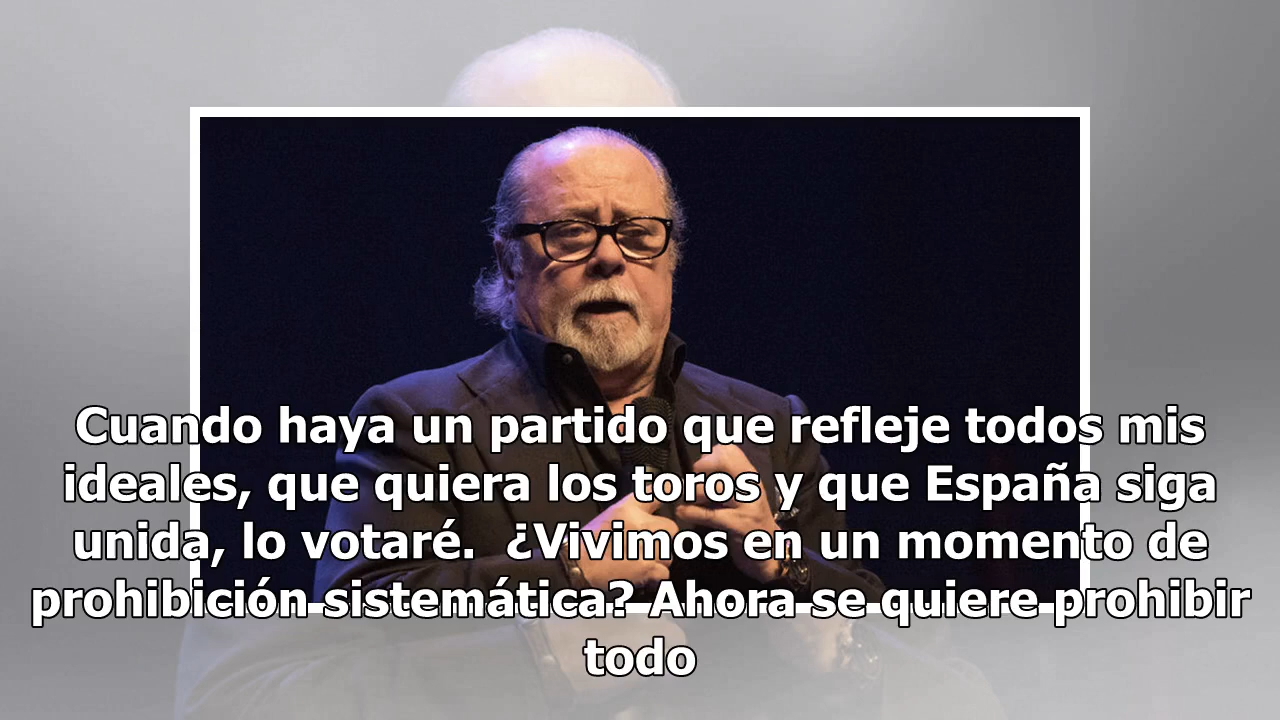 Cuando haya un partido que refleje todos mis
ideales, que quiera los toros y que España siga
unida, lo votaré.  ¿Vivimos en un momento de
prohibición sistemática? Ahora se quiere prohibir
todo